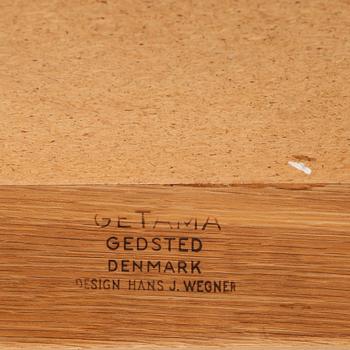 GETAMA
GEDSTED
DENMARK
DESIGN HANS J. WEGNER